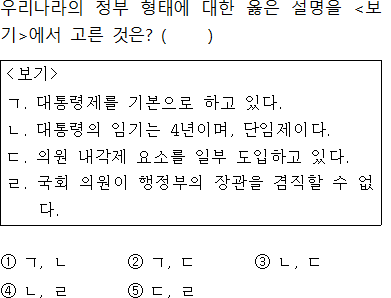 우리나라의 정부 형태에 대한 옳은 설명을 <보
기>에서 고른 것은? (      )
<보기>
ㄱ. 대통령제를 기본으로 하고 있다.
ㄴ. 대통령의 임기는 4년이며, 단임제이다.
ㄷ. 의원 내각제 요소를 일부 도입하고 있다.
ㄹ. 국회 의원이 행정부의 장관을 겸직할 수 없
다.
① ㄱ, ㄴ ② ㄱ, ㄷ ③ ㄴ, ㄷ
④ ㄴ, ㄹ ⑤ ㄷ, ㄹ